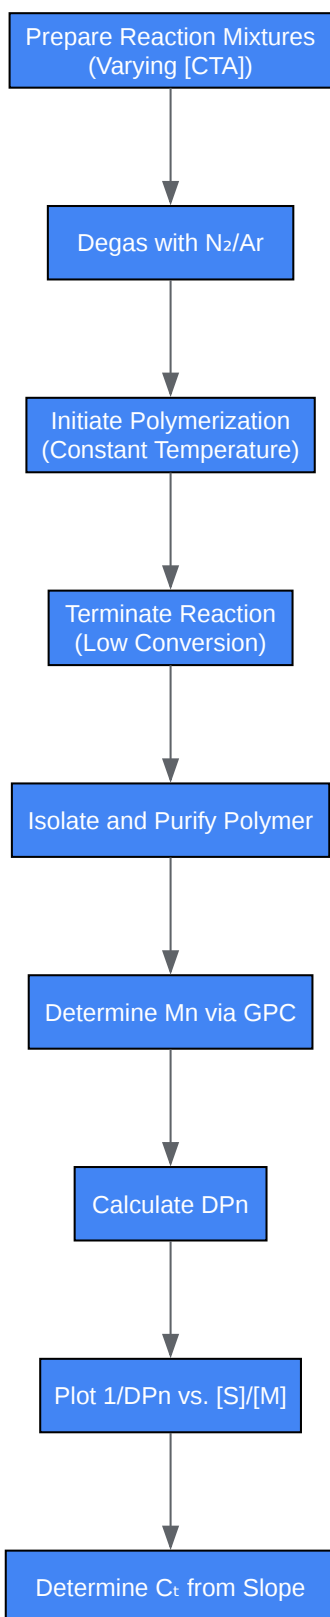 Prepare Reaction Mixtures
(Varying [CTA])
Degas with N₂/Ar
Initiate Polymerization
(Constant Temperature)
Terminate Reaction
(Low Conversion)
Isolate and Purify Polymer
Determine Mn via GPC
Calculate DPn
Plot 1/DPn vs. [S]/[M]
Determine Cₜ from Slope